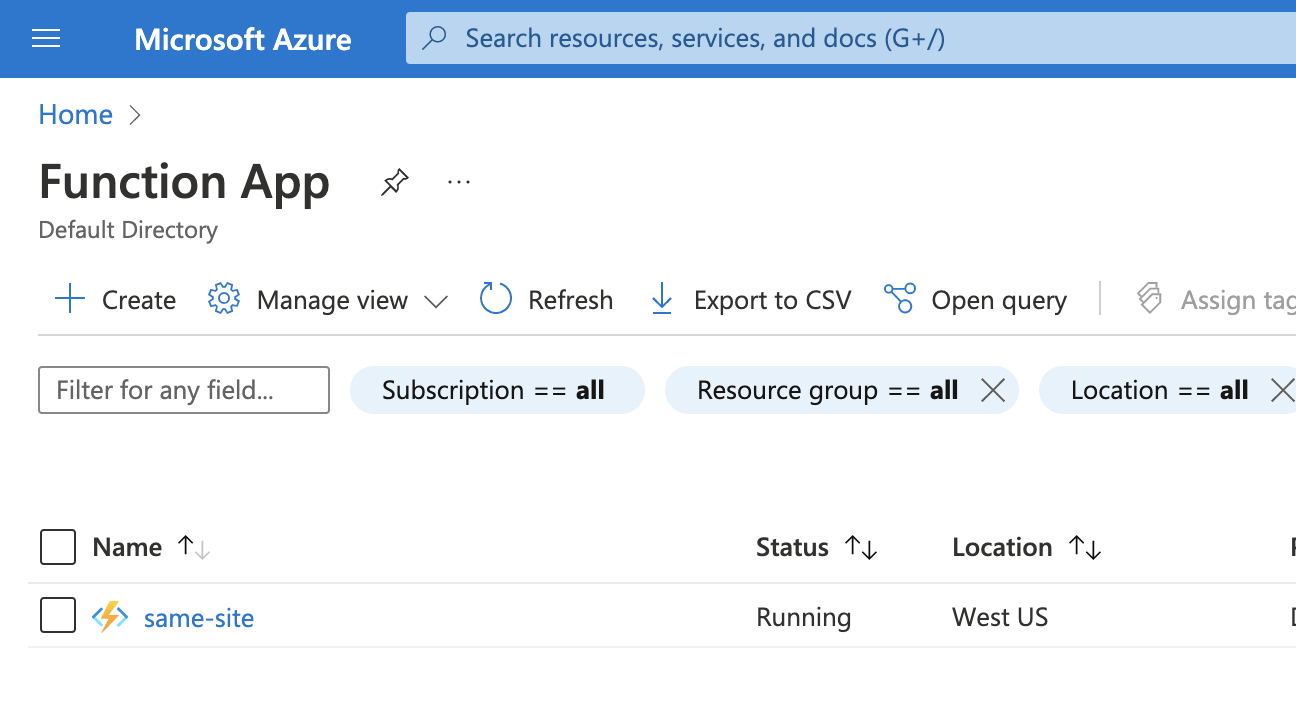 Microsoft Azure
Search resources, services, and docs (G+/)
Home
Function App
Default Directory
Create Manage view Refresh Export to CSV Open query Assign
Filter for any field... Subscription == all Resource group == all Location == all
Name Status Location
same-site Running West US